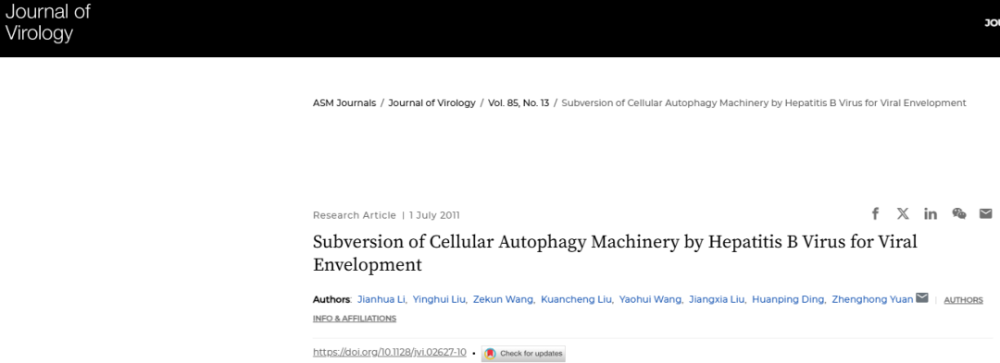 Journal of
Virology
JOU
ASM Journals / Journal of Virology / Vol. 85, No. 13 / Subversion of Cellular Autophagy Machinery by Hepatitis B Virus for Viral Envelopment
Research Article | 1 July 2011
Subversion of Cellular Autophagy Machinery by Hepatitis B Virus for Viral
Envelopment
Authors: Jianhua Li, Yinghui Liu, Zekun Wang, Kuancheng Liu, Yaohui Wang, Jiangxia Liu, Huanping Ding, Zhenghong Yuan | AUTHORS
INFO & AFFILIATIONS
https://doi.org/10.1128/jvi.02627-10 • Check for updates